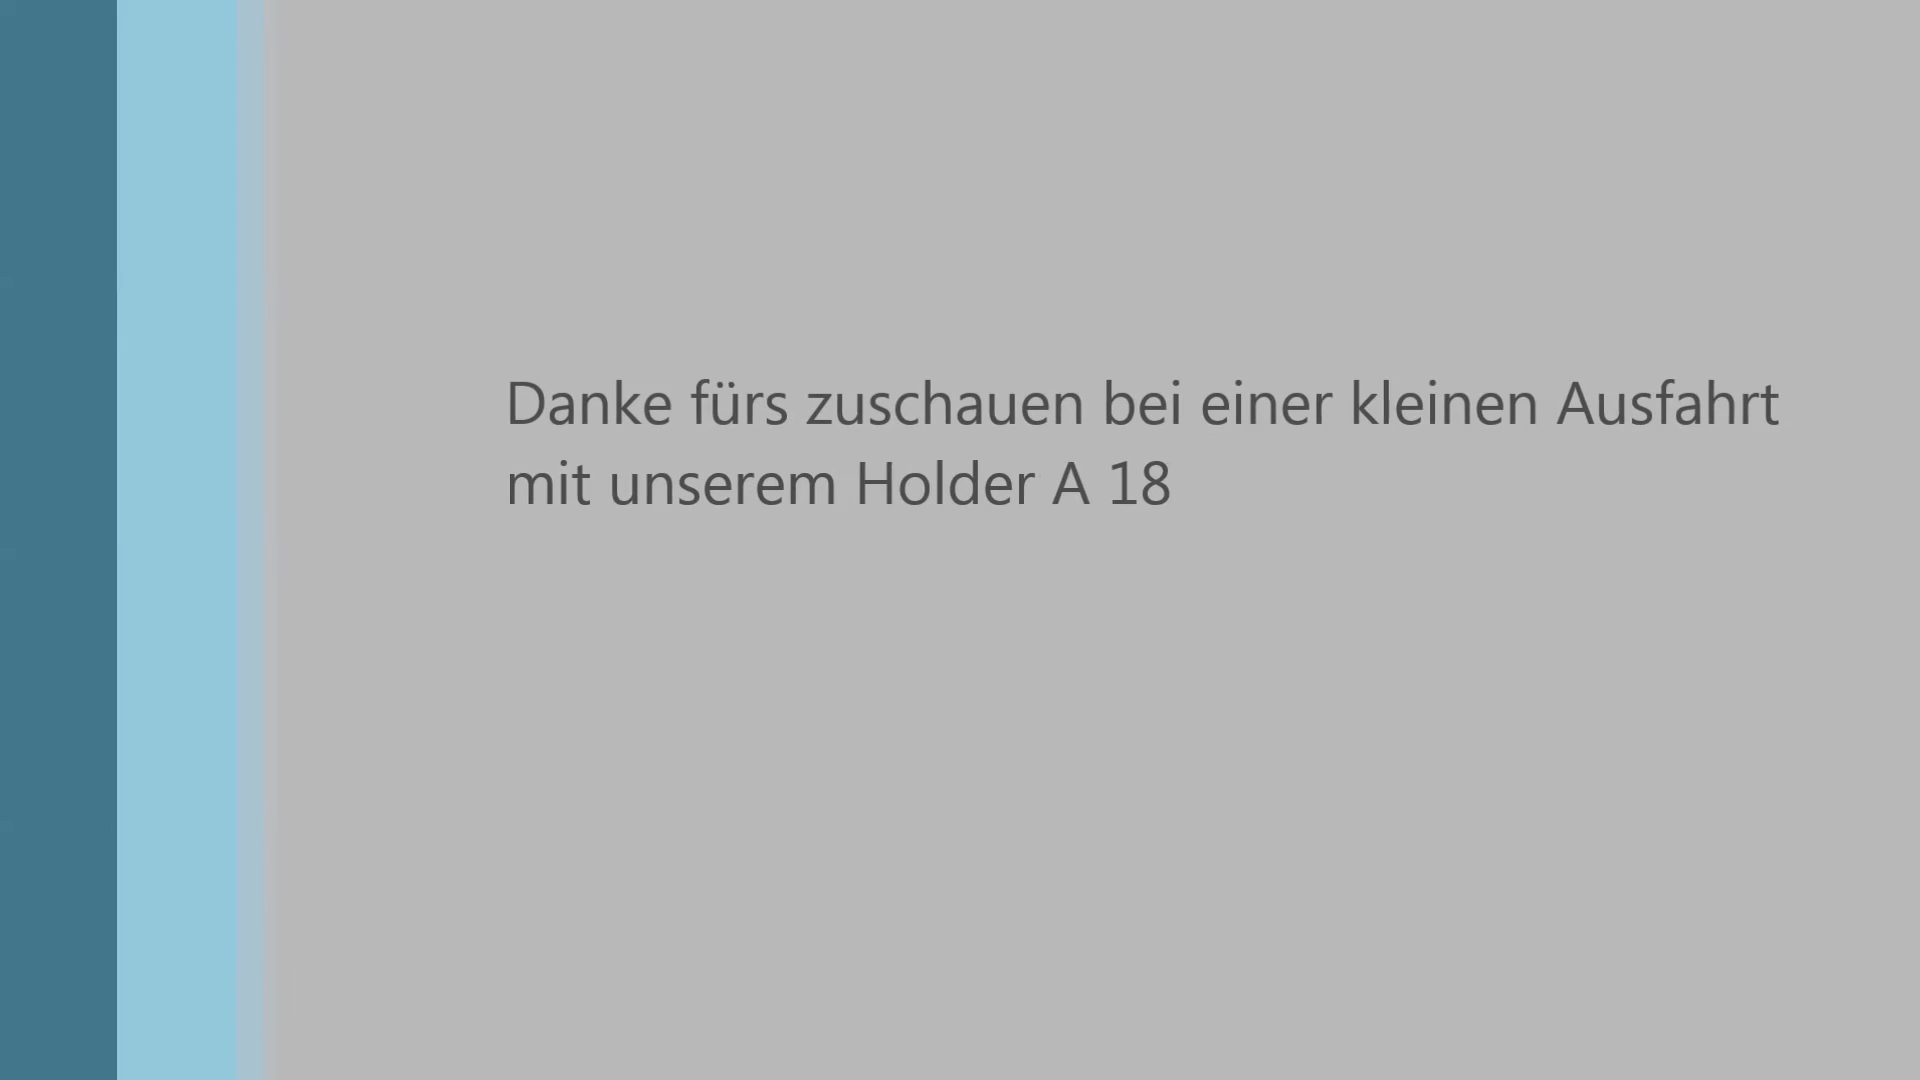 Danke fürs zuschauen bei einer kleinen Ausfahrt
mit unserem Holder A 18